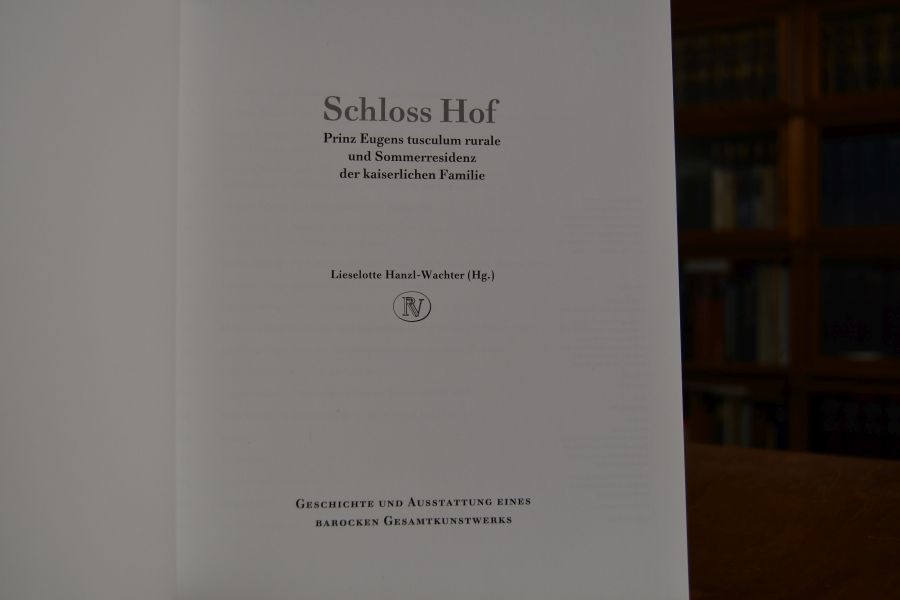 Schloss Hof
Prinz Eugens tusculum rurale
und Sommerresidenz
der kaiserlichen Familie
Lieselotte Hanzl-Wachter (Hg.)
RV
Geschichte und Ausstattung eines
barocken Gesamtkunstwerks